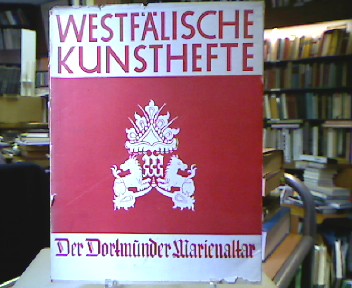 WESTFÄLISCHE
KUNSTHEFTE
Der Dortmunder Marienaltar